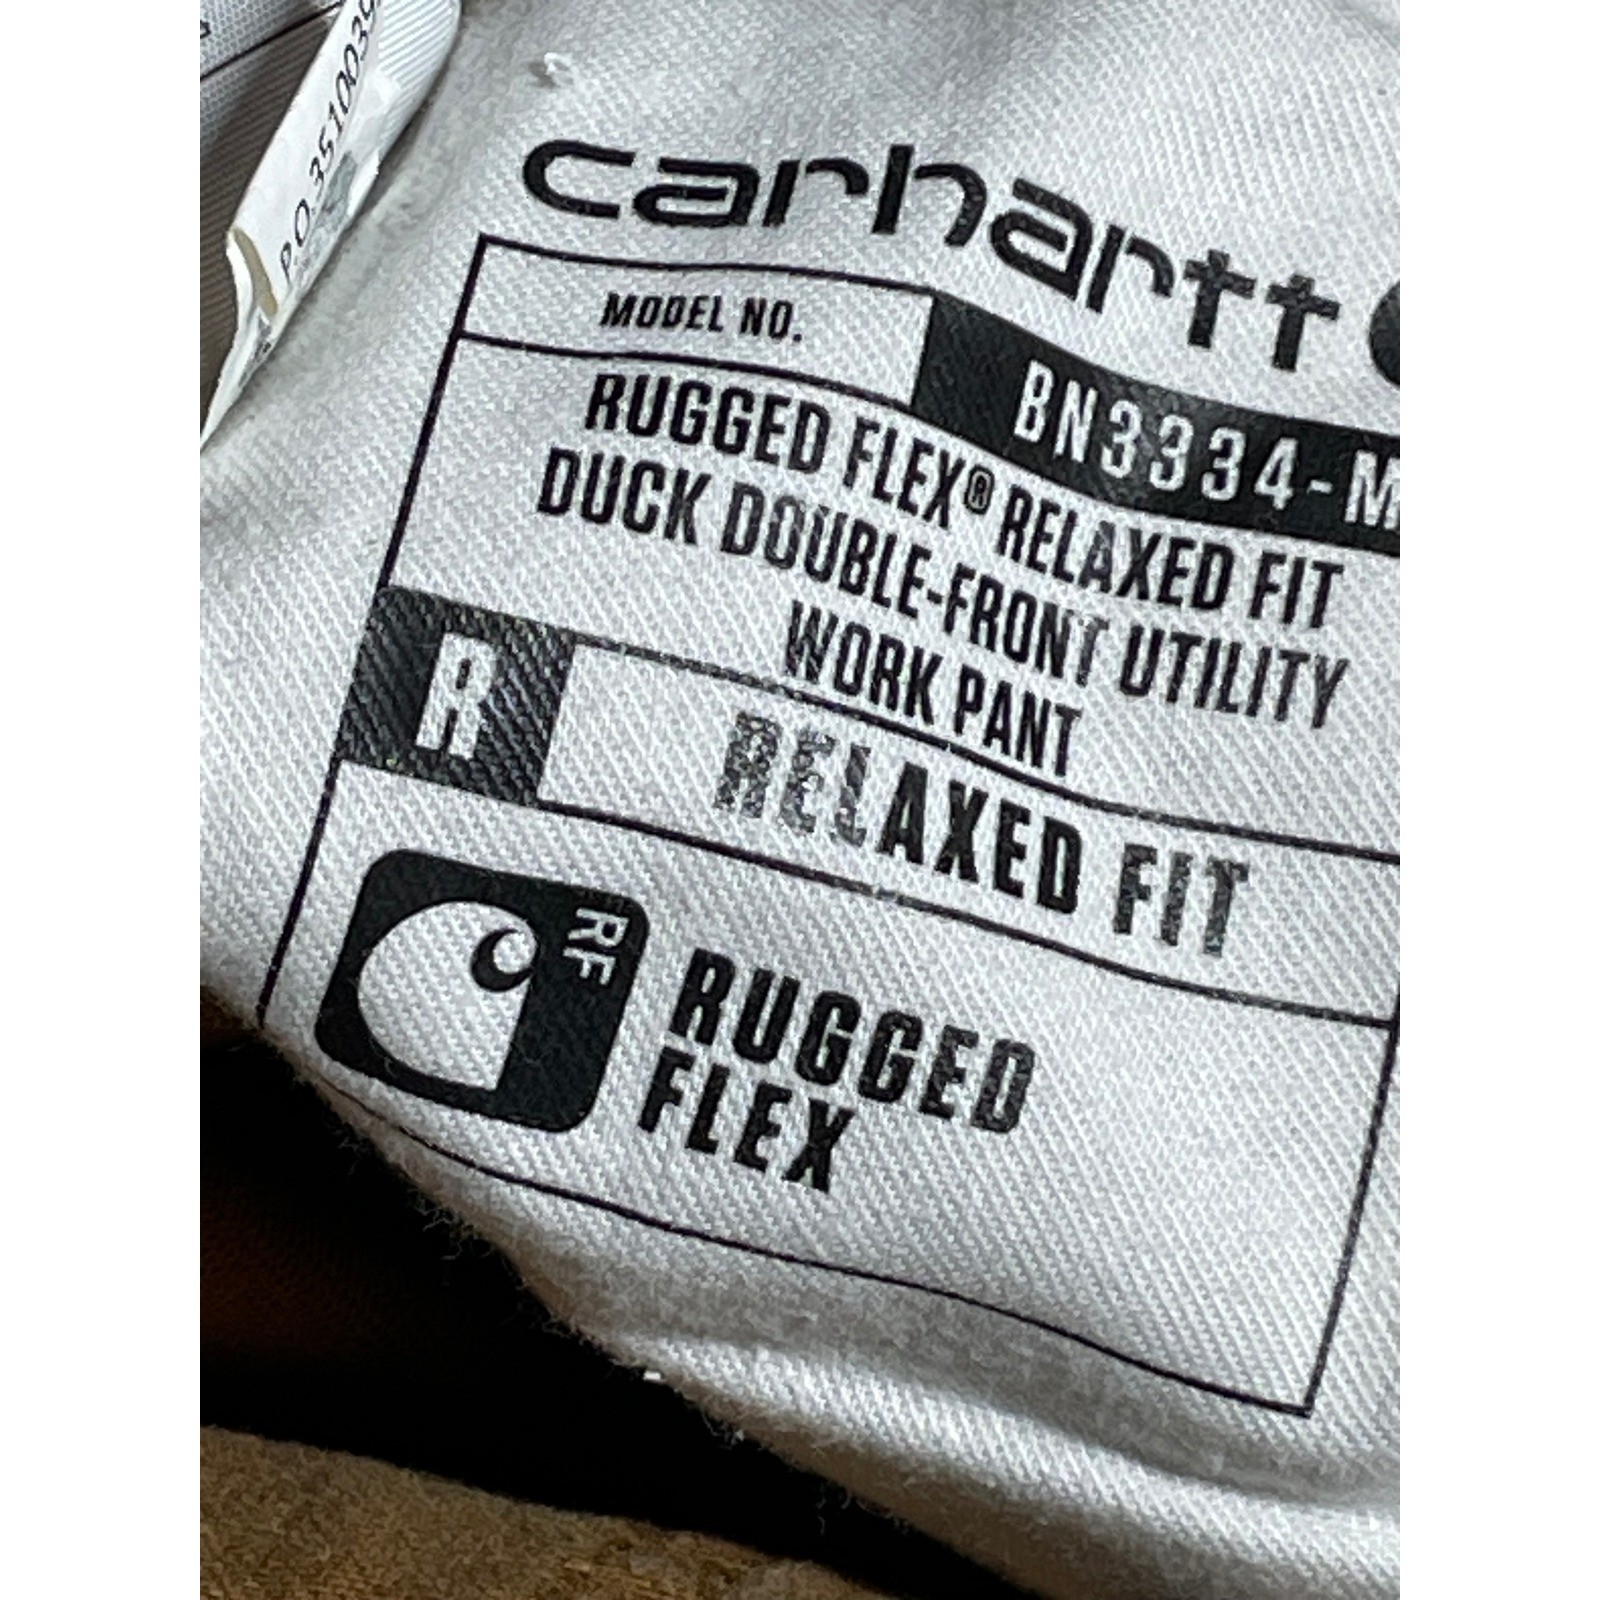 P.O. 3510039
carhartt
MODEL NO.
BN3334-M
RUGGED FLEX® RELAXED FIT
DUCK DOUBLE-FRONT UTILITY
WORK PANT
R
RELAXED FIT
RF
RUGGED
FLEX